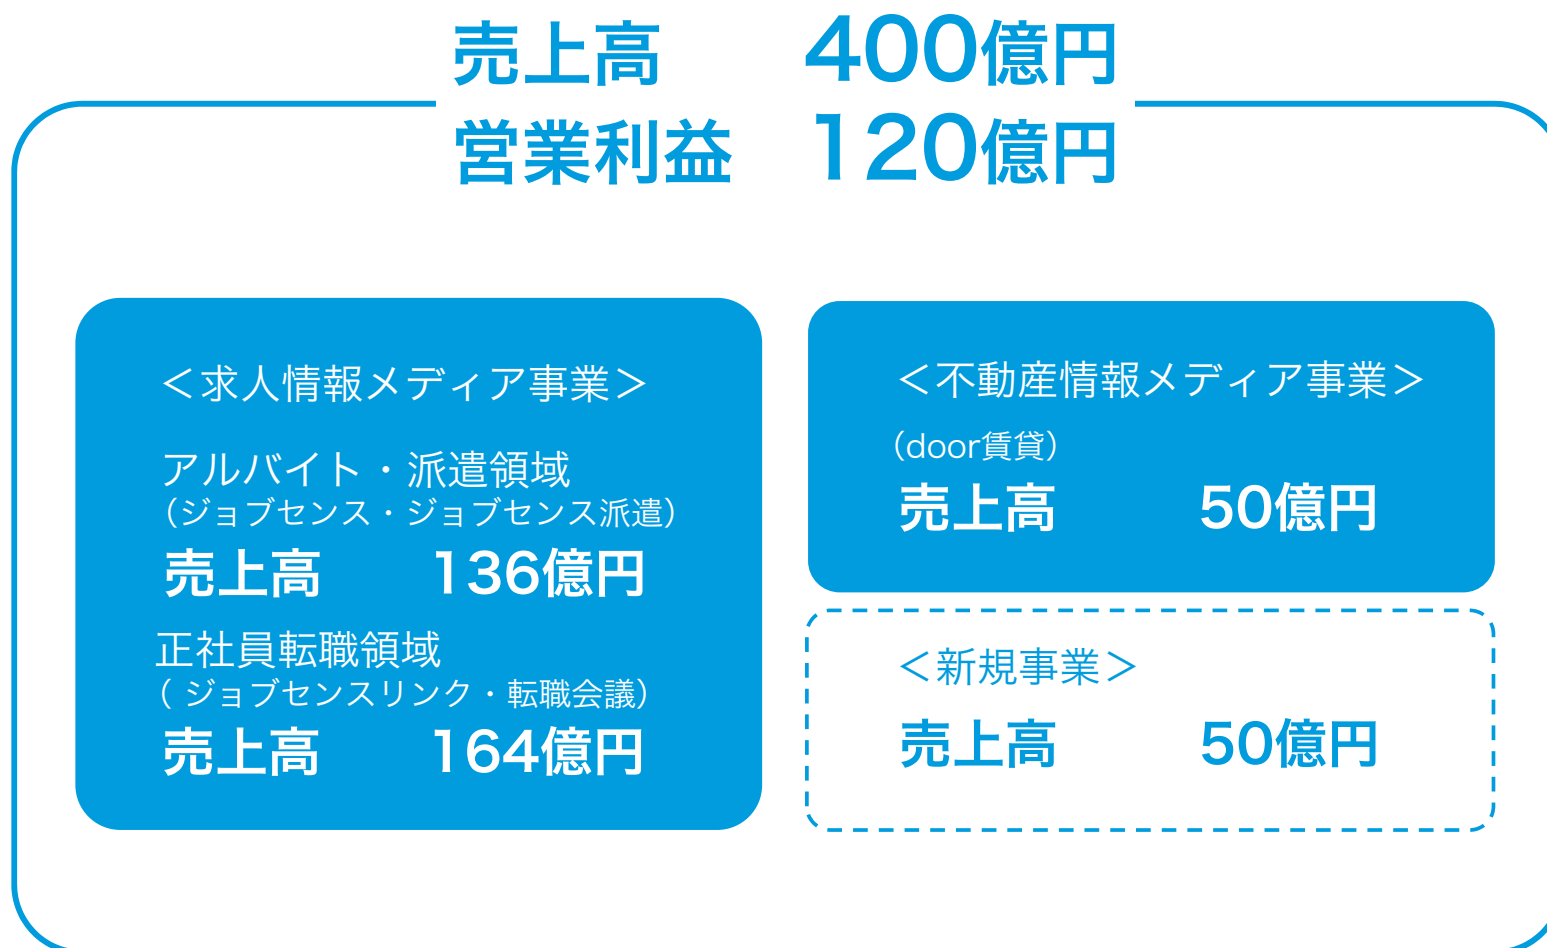 売上高 400億円
営業利益 120億円
＜求人情報メディア事業＞
アルバイト・派遣領域
（ジョブセンス・ジョブセンス派遣）
売上高 136億円
正社員転職領域
（ ジョブセンスリンク・転職会議）
売上高 164億円
＜不動産情報メディア事業＞
（door賃貸）
売上高 50億円
＜新規事業＞
売上高 50億円